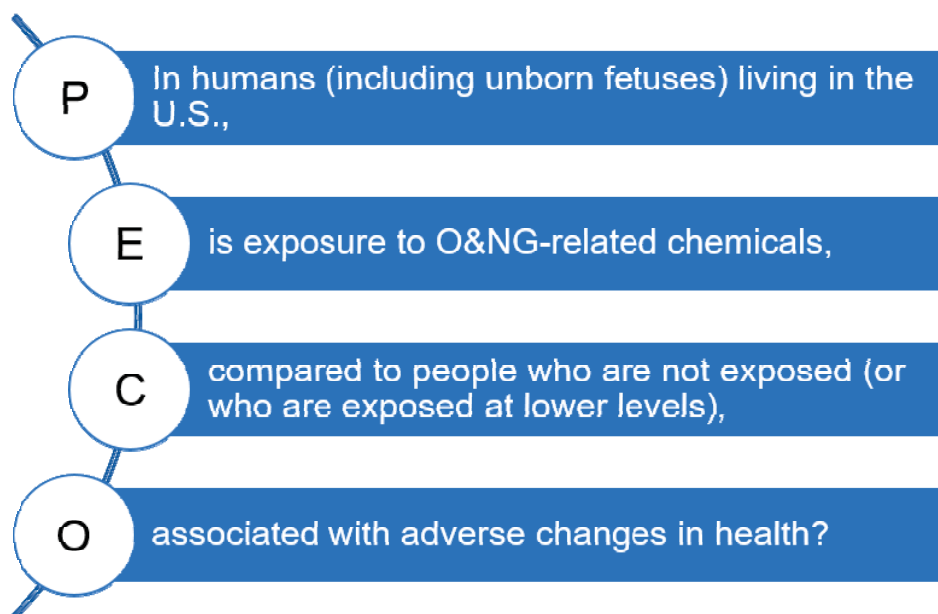 P
In humans (including unborn fetuses) living in the
U.S.,
E
is exposure to O&NG-related chemicals,
C
compared to people who are not exposed (or
who are exposed at lower levels),
O
associated with adverse changes in health?